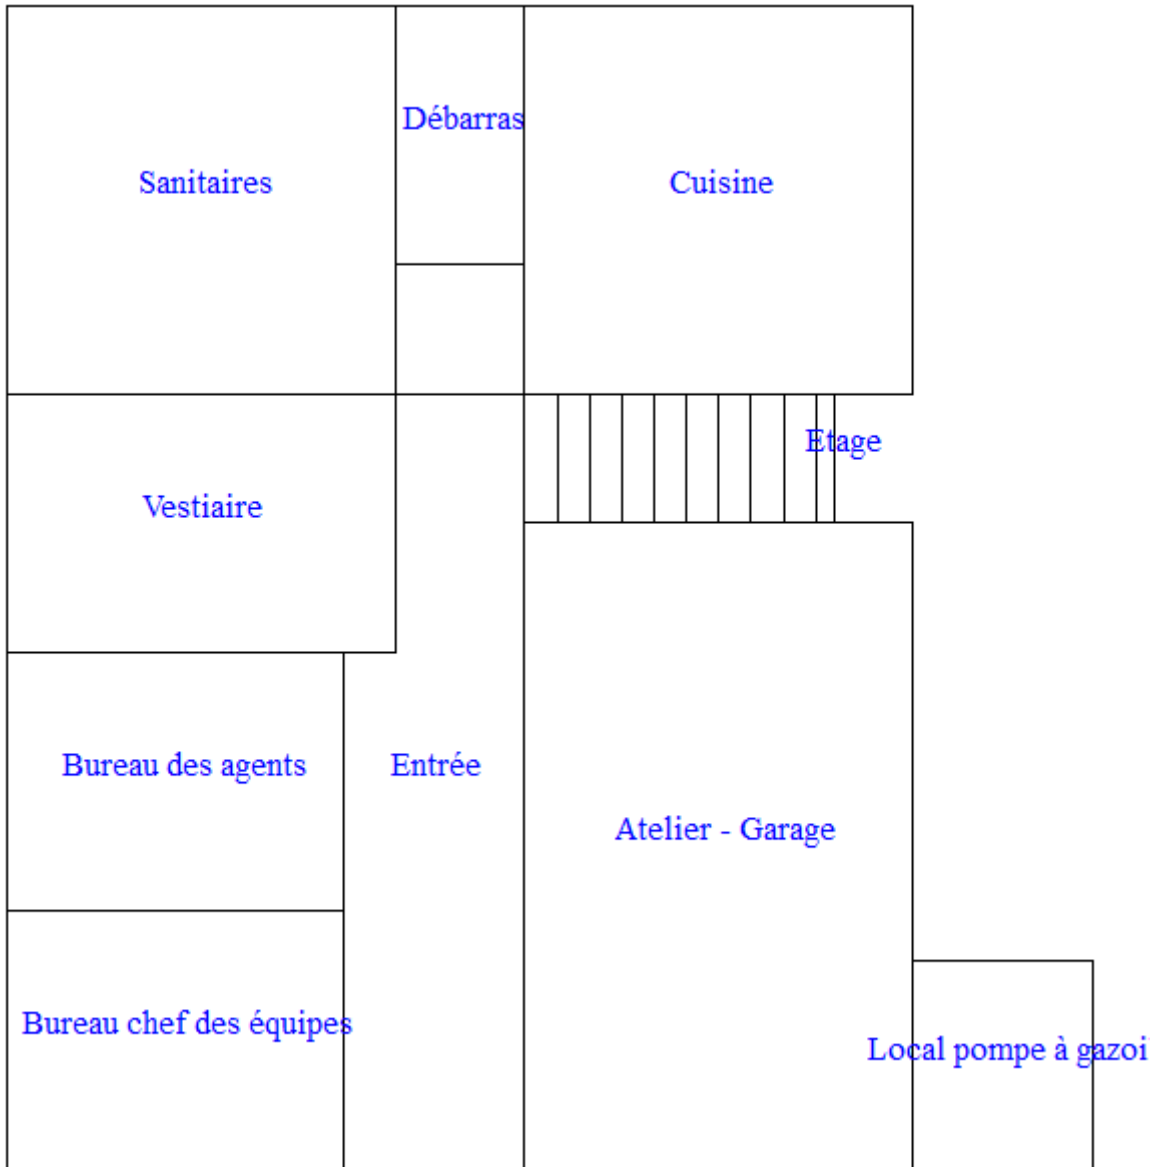 Débarras
Sanitaires
Cuisine
Etage
Vestiaire
Bureau des agents
Entrée
Atelier - Garage
Bureau chef des équipes
Local pompe à gazoi